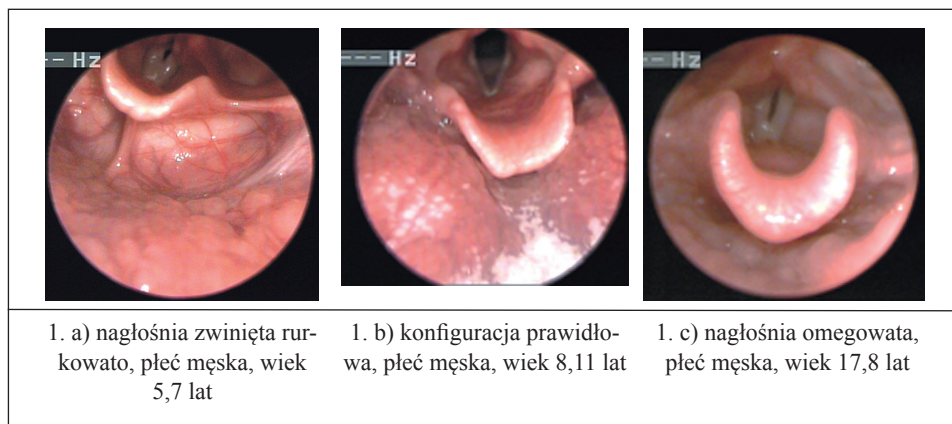 --- Hz
--- Hz
--- Hz
1. a) nagłośnia zwinięta rur-
kowato, płeć męska, wiek
5,7 lat
1. b) konfiguracja prawidło-
wa, płeć męska, wiek 8,11 lat
1. c) nagłośnia omegowata,
płeć męska, wiek 17,8 lat